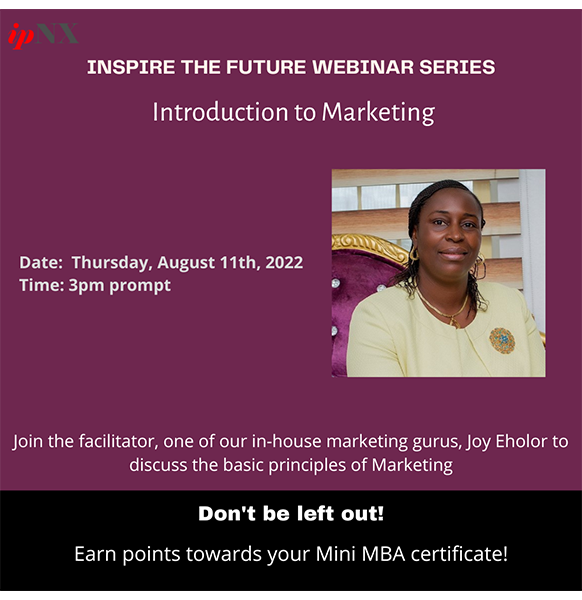 ipNX
INSPIRE THE FUTURE WEBINAR SERIES
Introduction to Marketing
Date:  Thursday, August 11th, 2022
Time: 3pm prompt
Join the facilitator, one of our in-house marketing gurus, Joy Eholor to
discuss the basic principles of Marketing
Don't be left out!
Earn points towards your Mini MBA certificate!